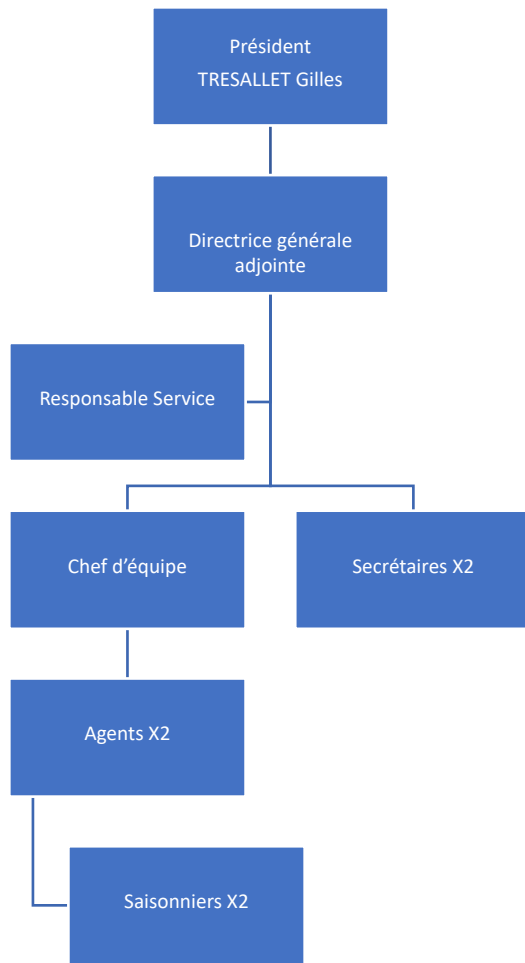 Président
TRESALLET Gilles
Directrice générale
adjointe
Responsable Service
Chef d’équipe
Secrétaires X2
Agents X2
Saisonniers X2